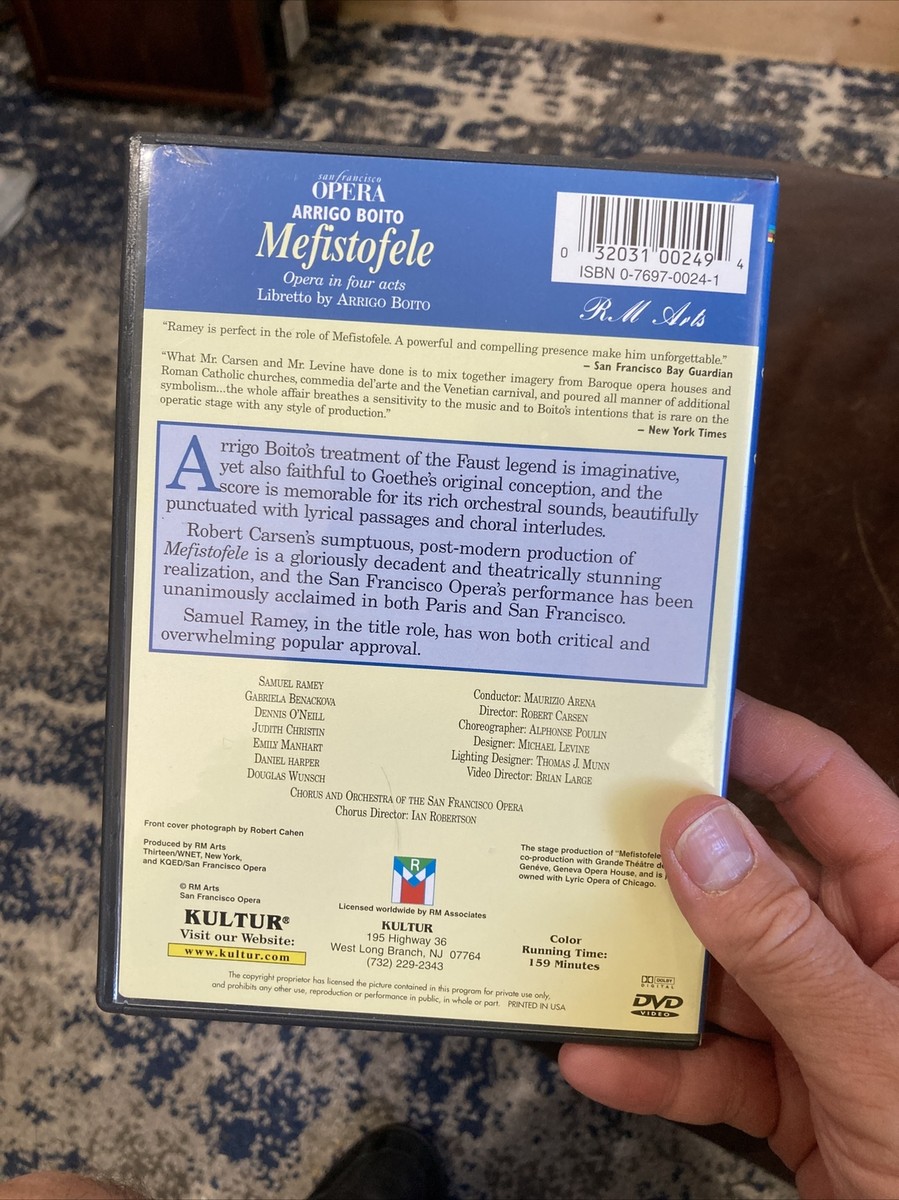 san francisco
OPERA
ARRIGO BOITO
Mefistofele
Opera in four acts
Libretto by ARRIGO BOITO
0 32031 00249 4
ISBN 0-7697-0024-1
RM Arts
“Ramey is perfect in the role of Mefistofele. A powerful and compelling presence make him unforgettable.”
– San Francisco Bay Guardian
“What Mr. Carsen and Mr. Levine have done is to mix together imagery from Baroque opera houses and
Roman Catholic churches, commedia del'arte and the Venetian carnival, and poured all manner of additional
symbolism...the whole affair breathes a sensitivity to the music and to Boito's intentions that is rare on the
operatic stage with any style of production.”
– New York Times
Arrigo Boito's treatment of the Faust legend is imaginative,
yet also faithful to Goethe's original conception, and the
score is memorable for its rich orchestral sounds, beautifully
punctuated with lyrical passages and choral interludes.
Robert Carsen's sumptuous, post-modern production of
Mefistofele is a gloriously decadent and theatrically stunning
realization, and the San Francisco Opera's performance has been
unanimously acclaimed in both Paris and San Francisco.
Samuel Ramey, in the title role, has won both critical and
overwhelming popular approval.
SAMUEL RAMEY
GABRIELA BENACKOVA
DENNIS O'NEILL
JUDITH CHRISTIN
EMILY MANHART
DANIEL HARPER
DOUGLAS WUNSCH
Conductor: MAURIZIO ARENA
Director: ROBERT CARSEN
Choreographer: ALPHONSE POULIN
Designer: MICHAEL LEVINE
Lighting Designer: THOMAS J. MUNN
Video Director: BRIAN LARGE
CHORUS AND ORCHESTRA OF THE SAN FRANCISCO OPERA
Chorus Director: IAN ROBERTSON
Front cover photograph by Robert Cahen
Produced by RM Arts
Thirteen/WNET, New York,
and KQED/San Francisco Opera
© RM Arts
San Francisco Opera
KULTUR®
Visit our Website:
www.kultur.com
R
M
Licensed worldwide by RM Associates
KULTUR
195 Highway 36
West Long Branch, NJ 07764
(732) 229-2343
The stage production of "Mefistofele
co-production with Grande Théâtre de
Genéve, Geneva Opera House, and is
owned with Lyric Opera of Chicago.
Color
Running Time:
159 Minutes
The copyright proprietor has licensed the picture contained in this program for private use only,
and prohibits any other use, reproduction or performance in public, in whole or part. PRINTED IN USA
DOLBY
DIGITAL
DVD
VIDEO